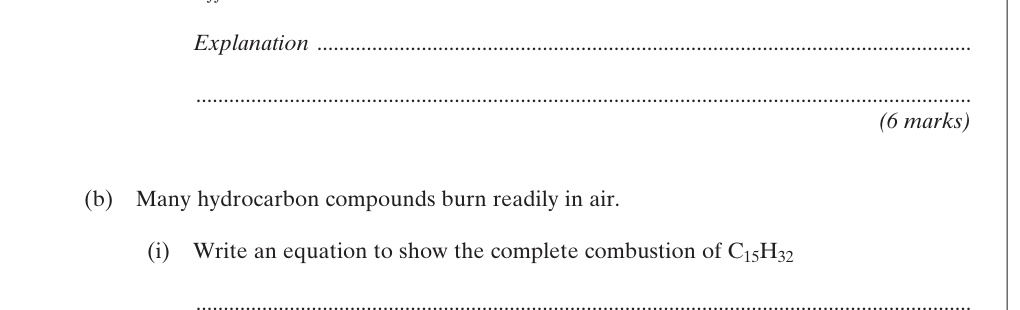 Explanation ........................................................................................................................
................................................................................................................................................
(6 marks)
(b) Many hydrocarbon compounds burn readily in air.
(i) Write an equation to show the complete combustion of C₁₅H₃₂
................................................................................................................................................